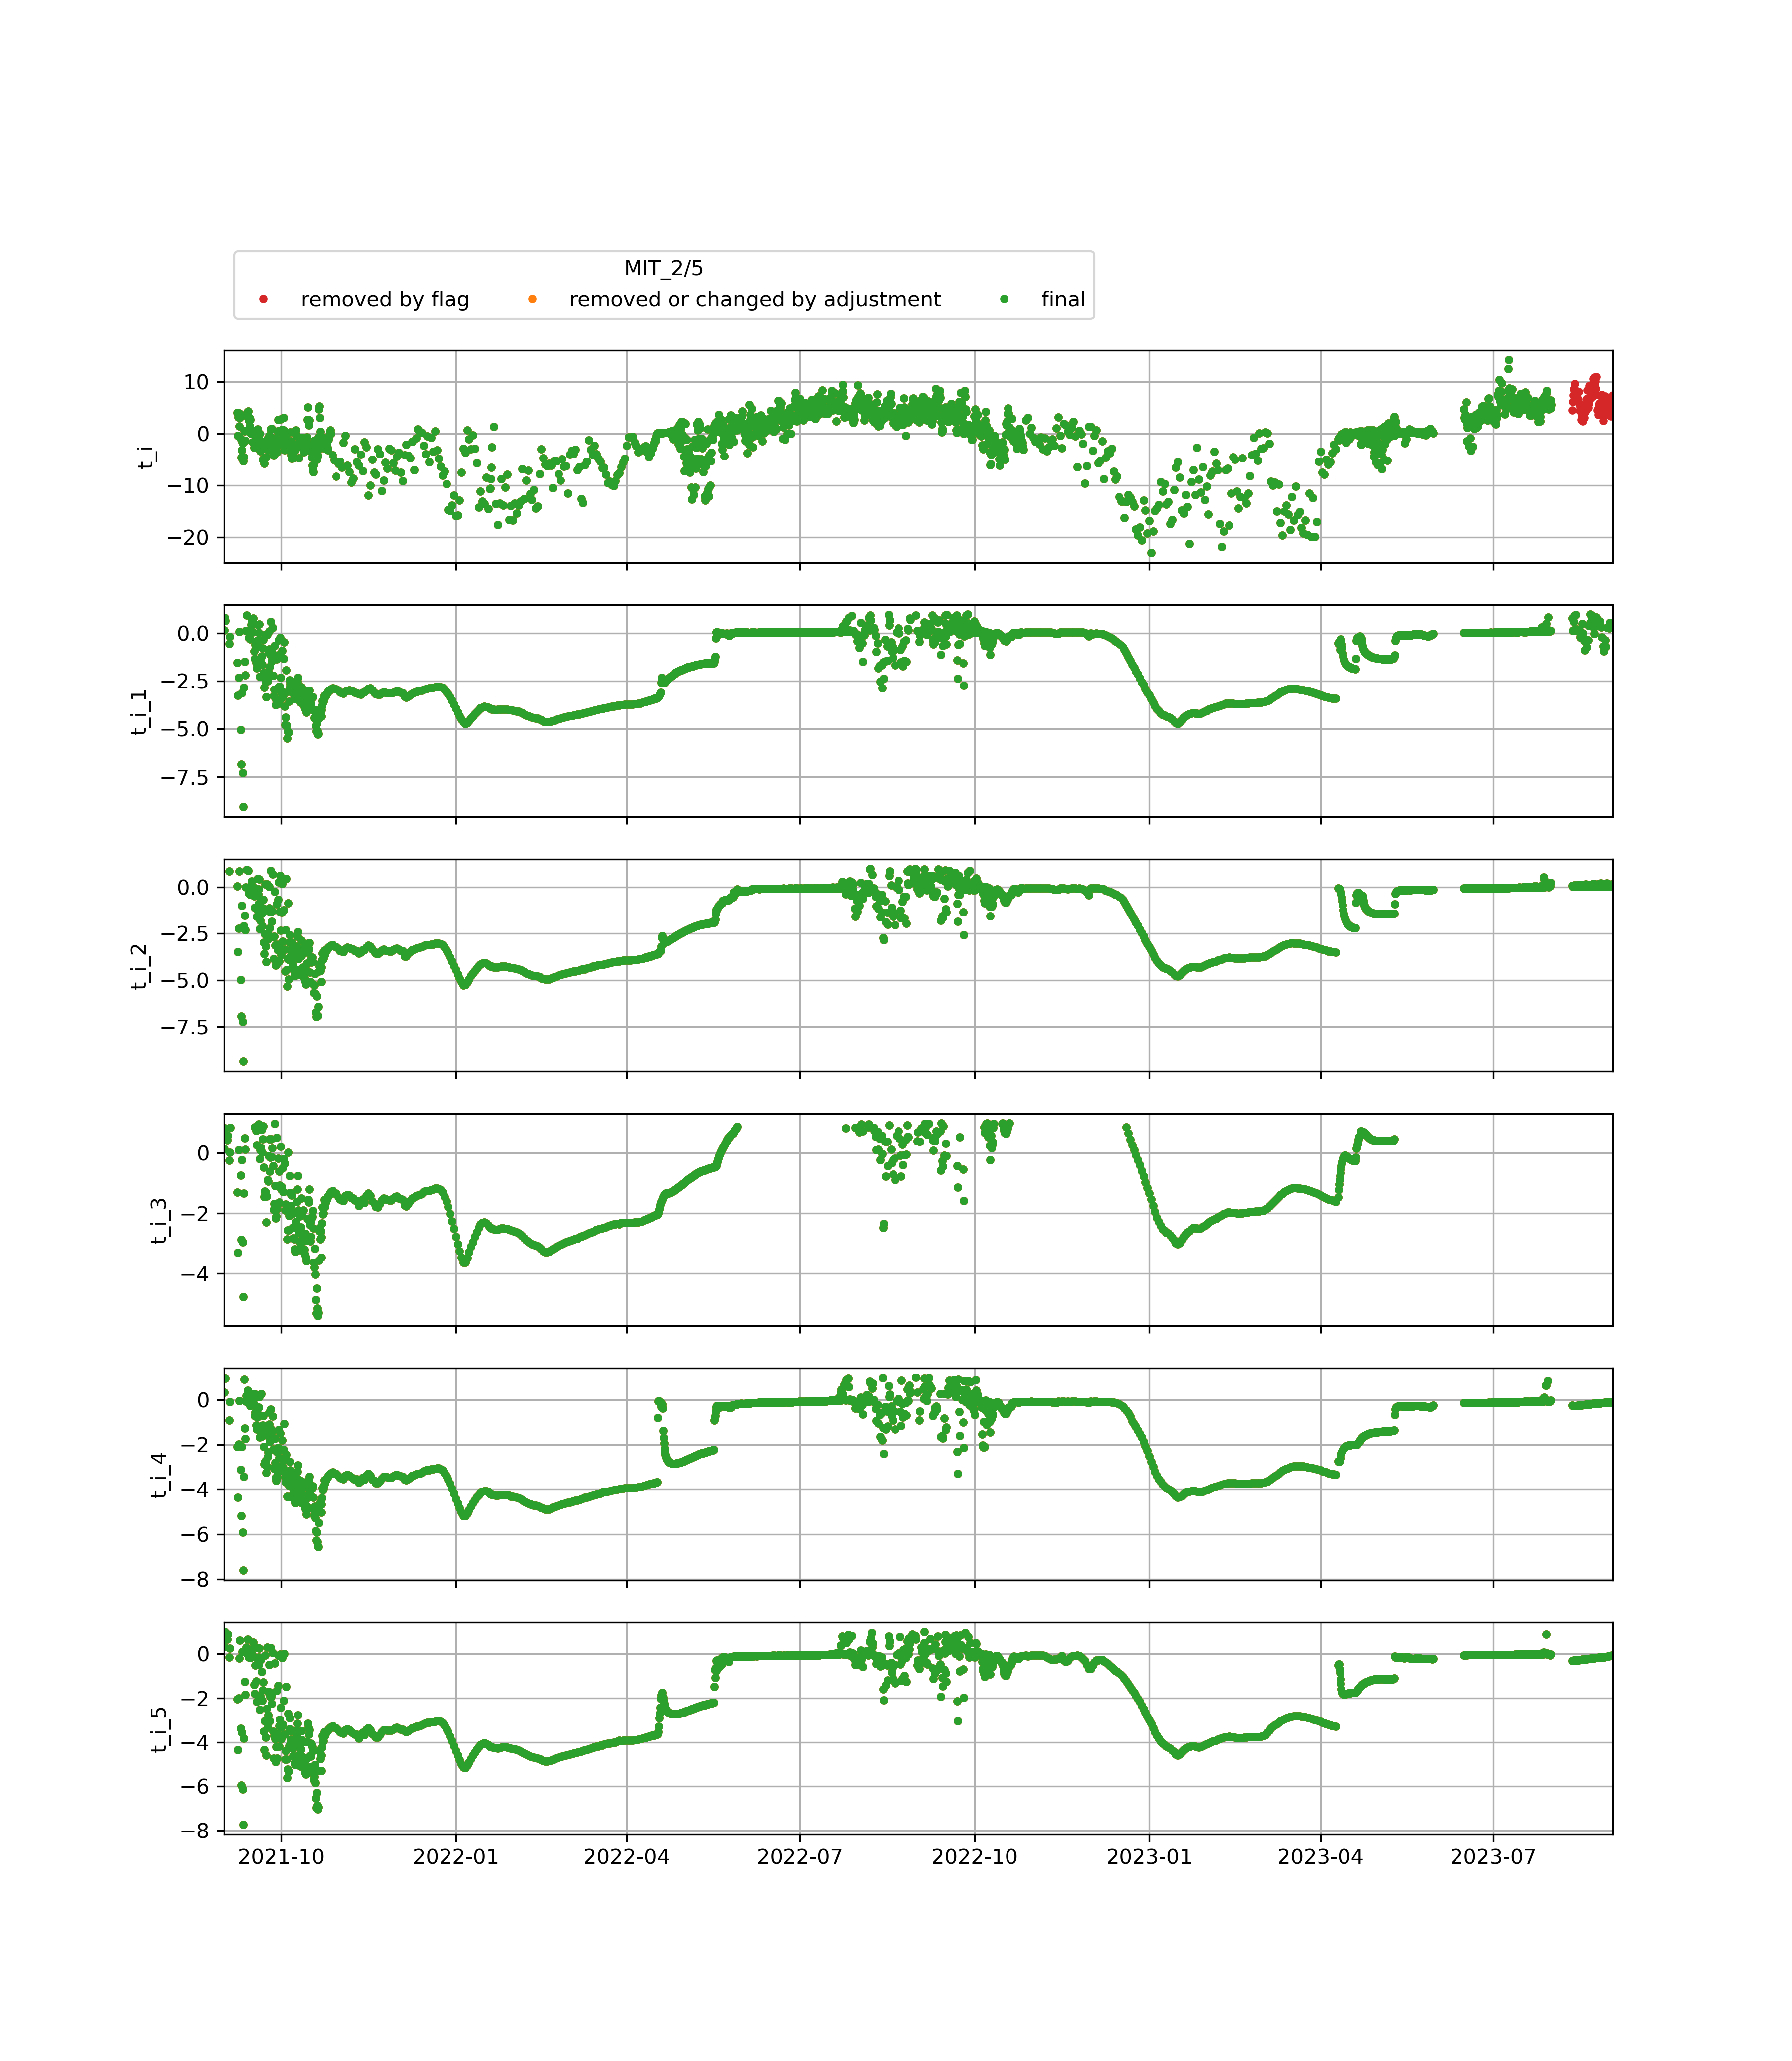 MIT_2/5
removed by flag removed or changed by adjustment final
10
0
−10
−20
t_i
0.0
−2.5
−5.0
−7.5
t_i_1
0.0
−2.5
−5.0
−7.5
t_i_2
0
−2
−4
t_i_3
0
−2
−4
−6
−8
t_i_4
0
−2
−4
−6
−8
t_i_5
2021-10 2022-01 2022-04 2022-07 2022-10 2023-01 2023-04 2023-07